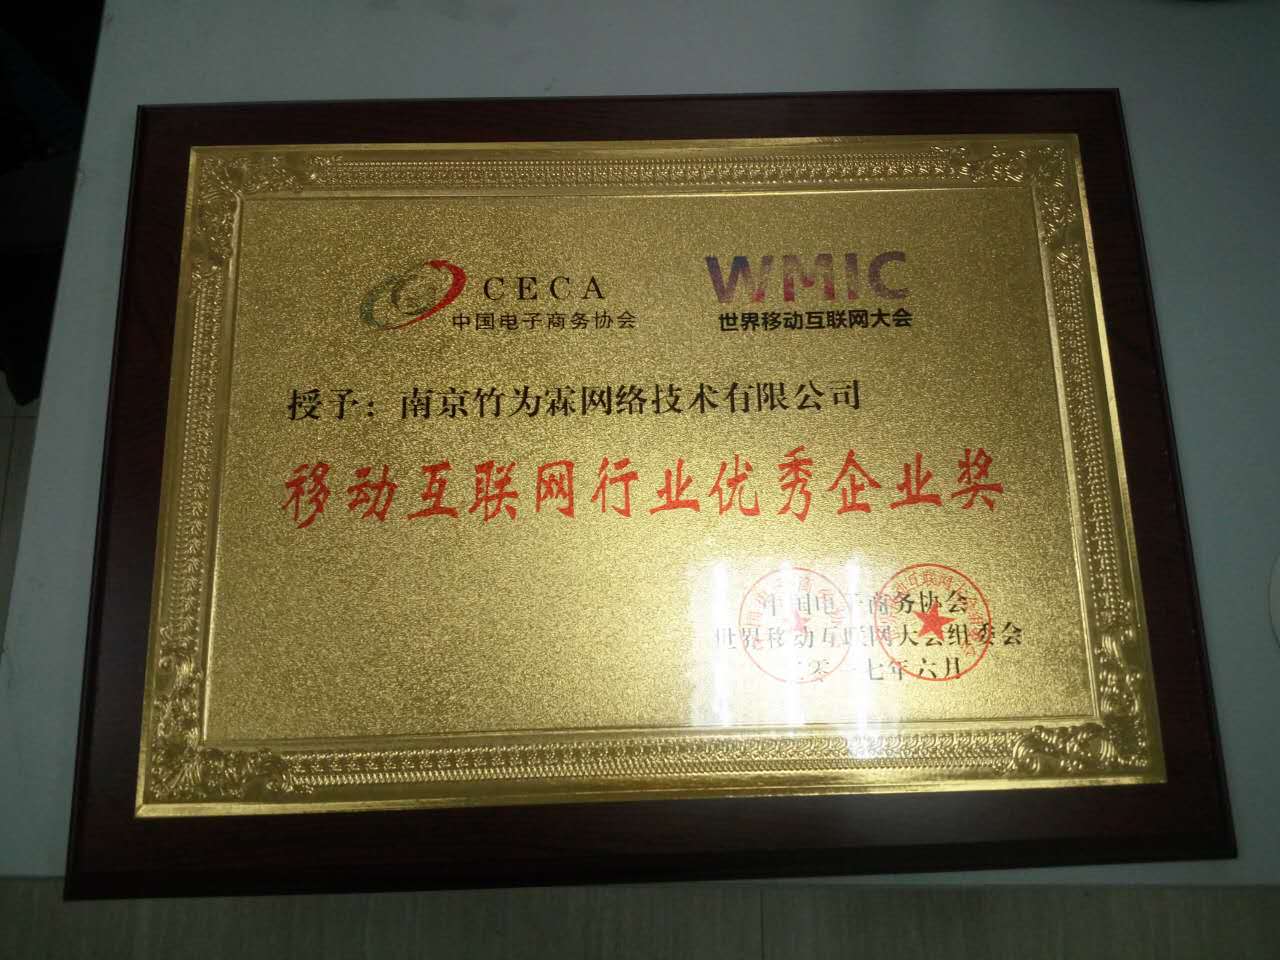 CECA
中国电子商务协会
WMIC
世界移动互联网大会
授予：南京竹为霖网络技术有限公司
移动互联网行业优秀企业奖
中国电子商务协会
世界移动互联网大会组委会
二零一七年六月